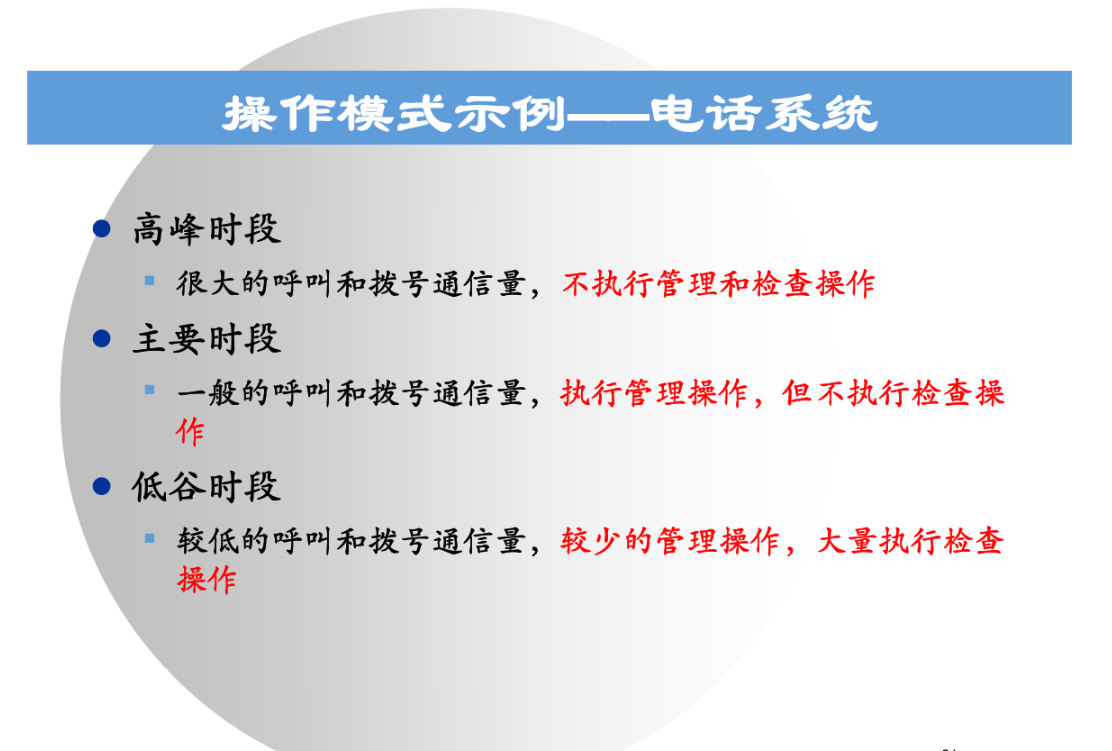 操作模式示例——电话系统
高峰时段
很大的呼叫和拨号通信量，不执行管理和检查操作
主要时段
一般的呼叫和拨号通信量，执行管理操作，但不执行检查操
作
低谷时段
较低的呼叫和拨号通信量，较少的管理操作，大量执行检查
操作